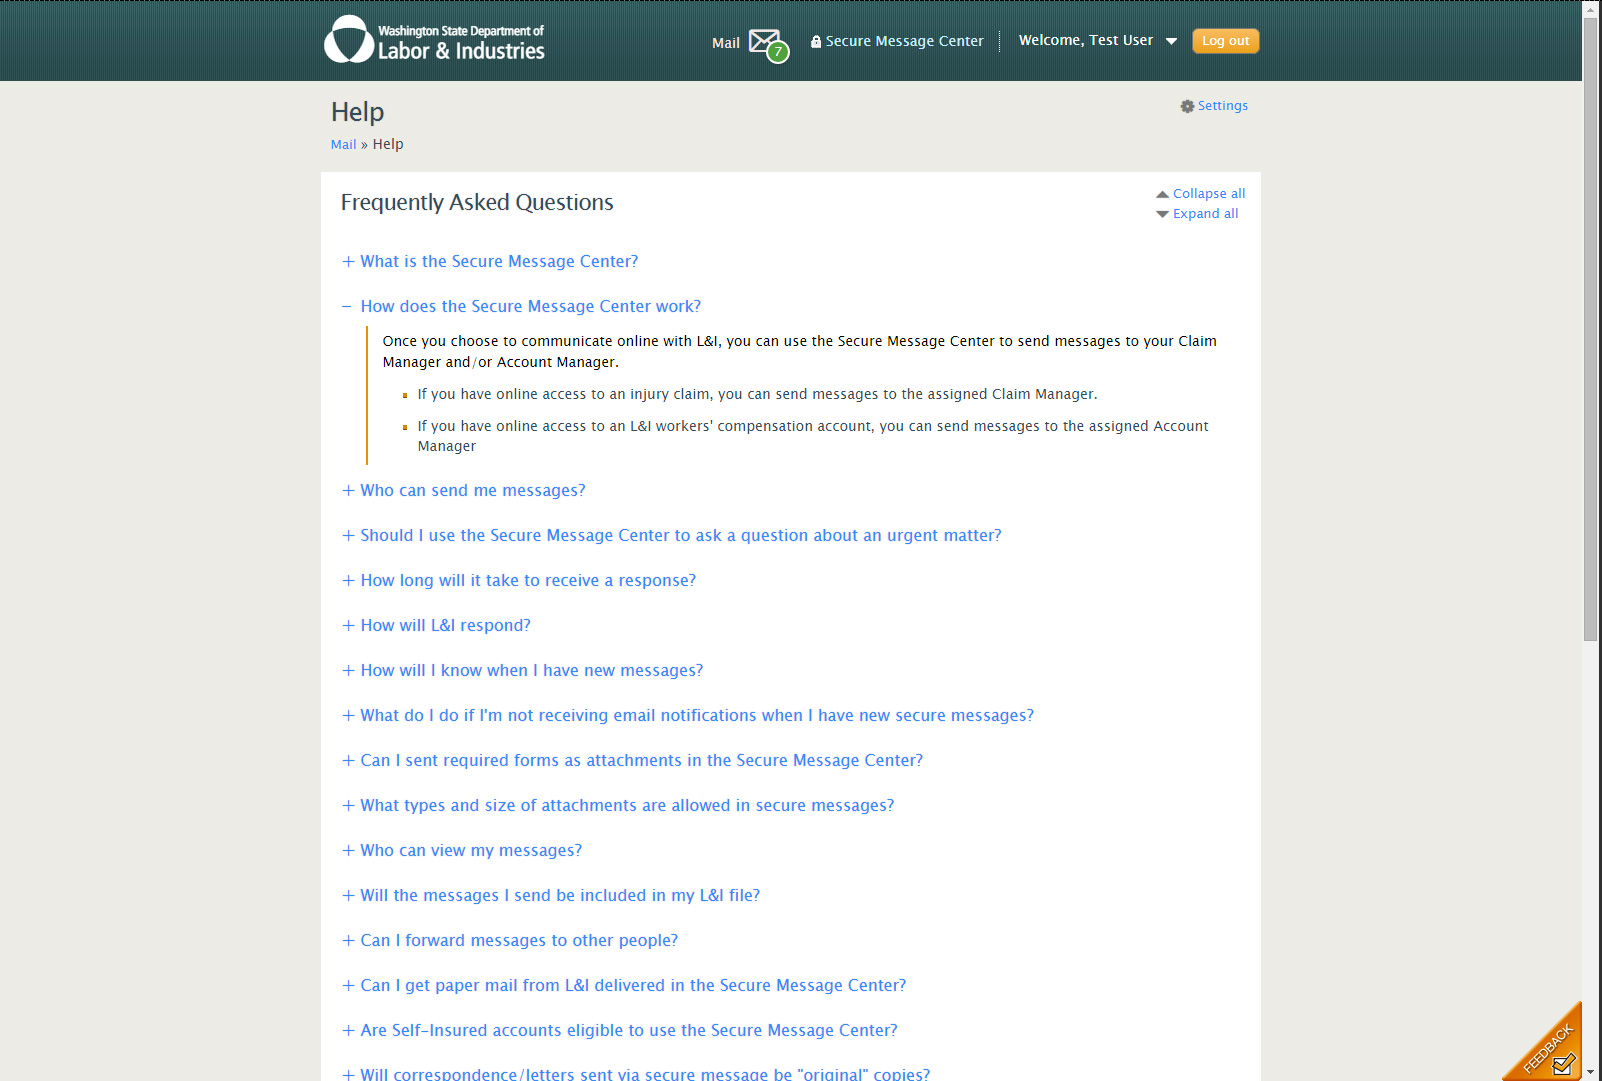 Washington State Department of
Labor & Industries
Mail 7
Secure Message Center
Welcome, Test User
Log out
Help
Settings
Mail » Help
Frequently Asked Questions
Collapse all
Expand all
+ What is the Secure Message Center?
− How does the Secure Message Center work?
Once you choose to communicate online with L&I, you can use the Secure Message Center to send messages to your Claim
Manager and/or Account Manager.
If you have online access to an injury claim, you can send messages to the assigned Claim Manager.
If you have online access to an L&I workers' compensation account, you can send messages to the assigned Account
Manager
+ Who can send me messages?
+ Should I use the Secure Message Center to ask a question about an urgent matter?
+ How long will it take to receive a response?
+ How will L&I respond?
+ How will I know when I have new messages?
+ What do I do if I'm not receiving email notifications when I have new secure messages?
+ Can I sent required forms as attachments in the Secure Message Center?
+ What types and size of attachments are allowed in secure messages?
+ Who can view my messages?
+ Will the messages I send be included in my L&I file?
+ Can I forward messages to other people?
+ Can I get paper mail from L&I delivered in the Secure Message Center?
+ Are Self-Insured accounts eligible to use the Secure Message Center?
+ Will correspondence/letters sent via secure message be "original" copies?
FEEDBACK